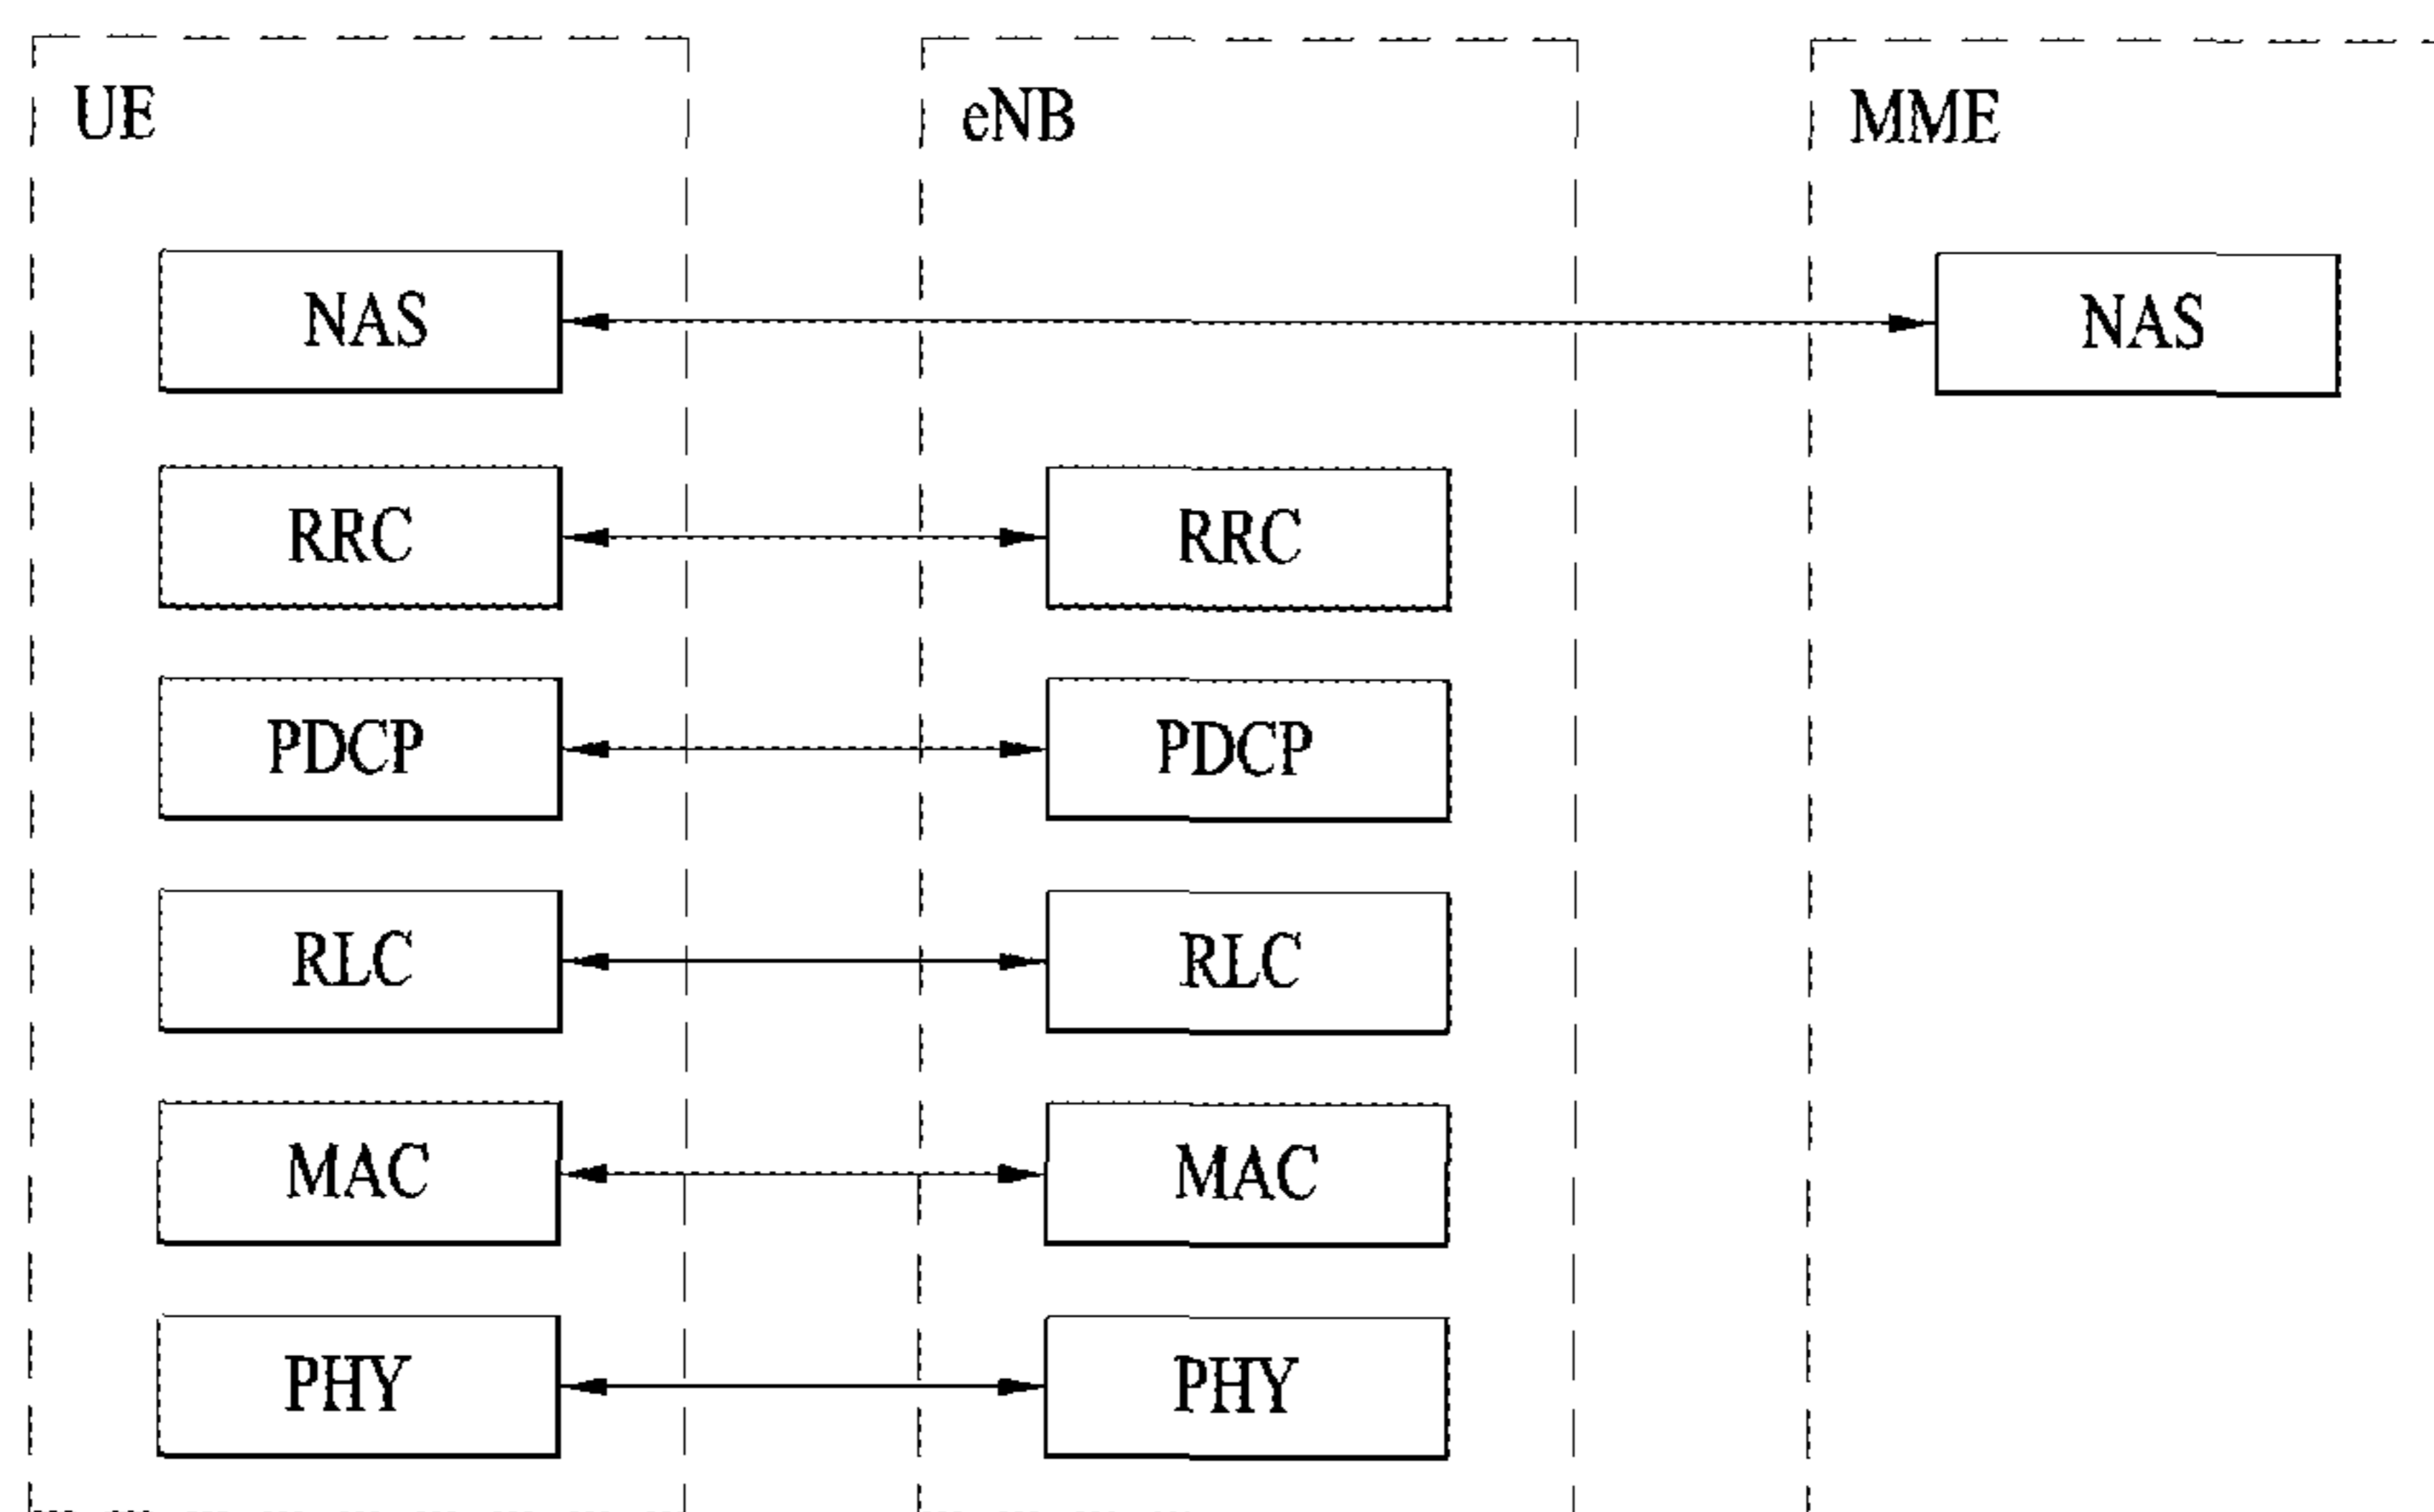 UE eNB MME
NAS NAS
RRC RRC
PDCP PDCP
RLC RLC
MAC MAC
PHY PHY